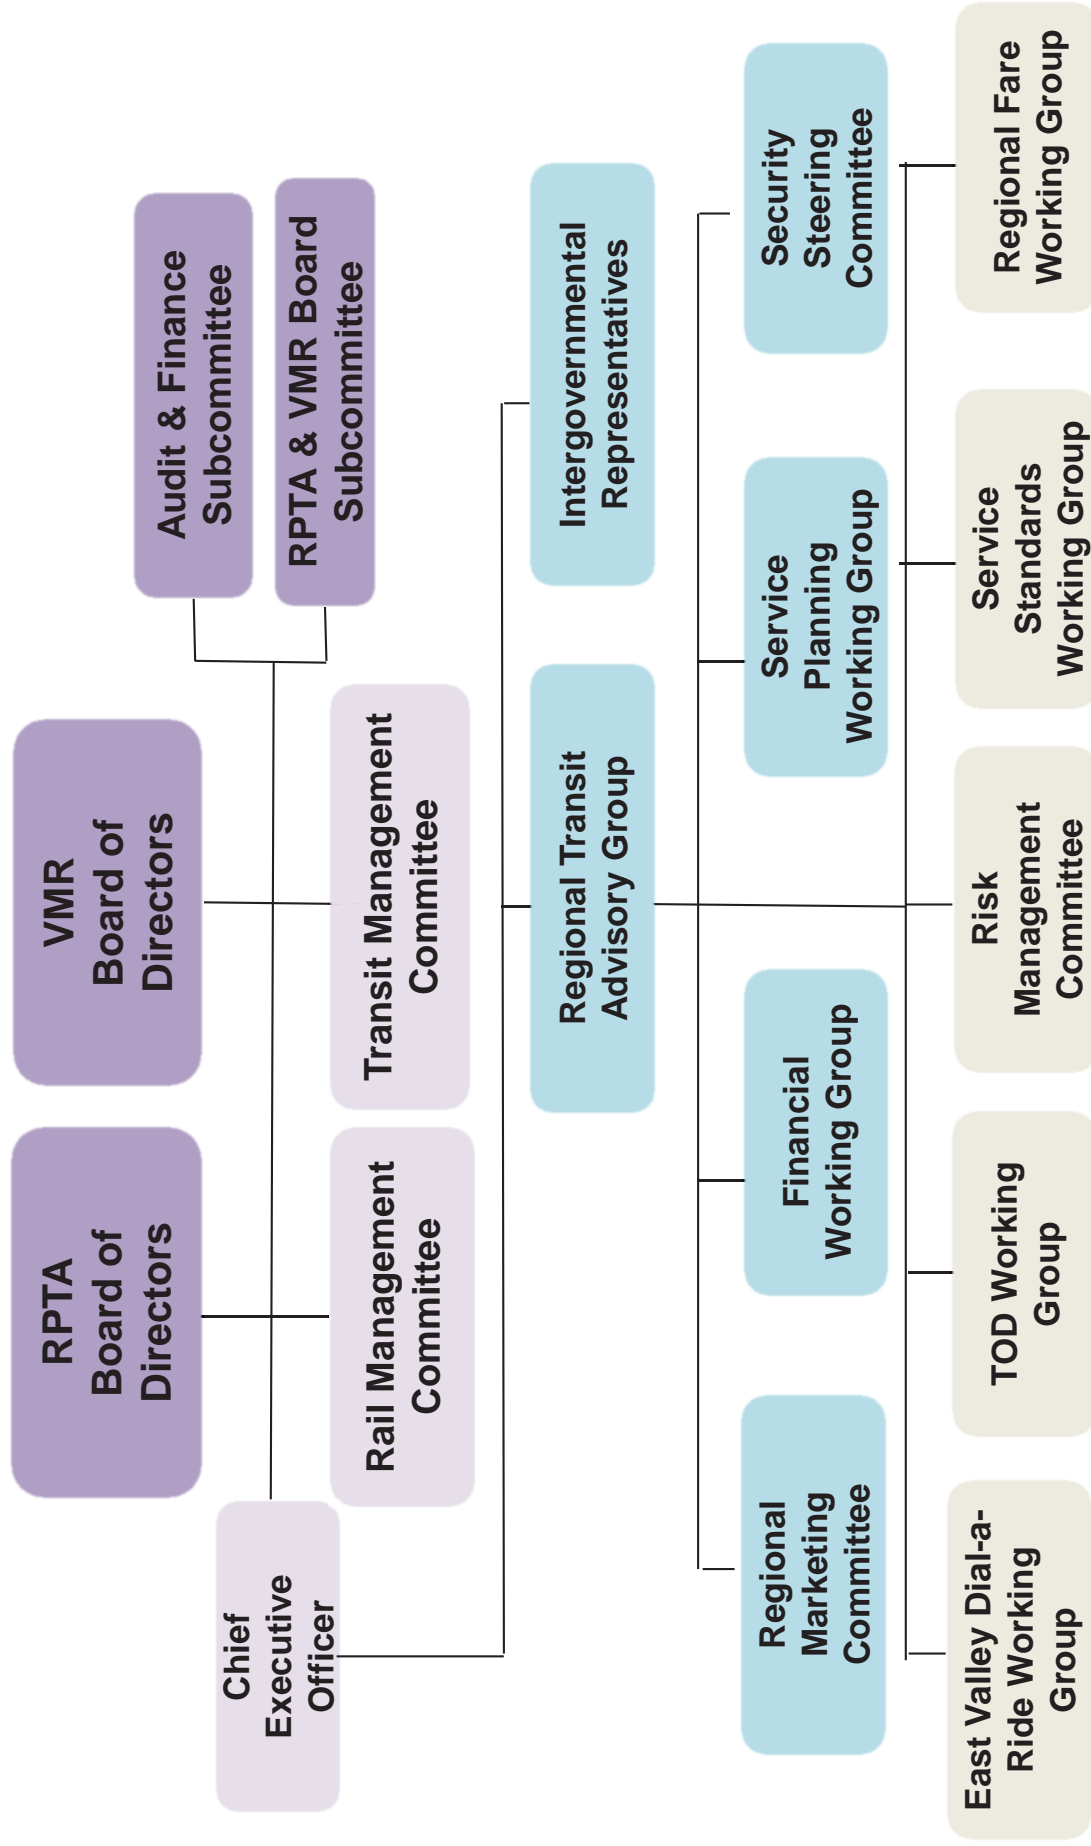 RPTA
Board of
Directors
VMR
Board of
Directors
Audit & Finance
Subcommittee
RPTA & VMR Board
Subcommittee
Chief
Executive
Officer
Rail Management
Committee
Transit Management
Committee
Regional Transit
Advisory Group
Intergovernmental
Representatives
Regional
Marketing
Committee
Financial
Working Group
Service
Planning
Working Group
Security
Steering
Committee
East Valley Dial-a-
Ride Working
Group
TOD Working
Group
Risk
Management
Committee
Service
Standards
Working Group
Regional Fare
Working Group